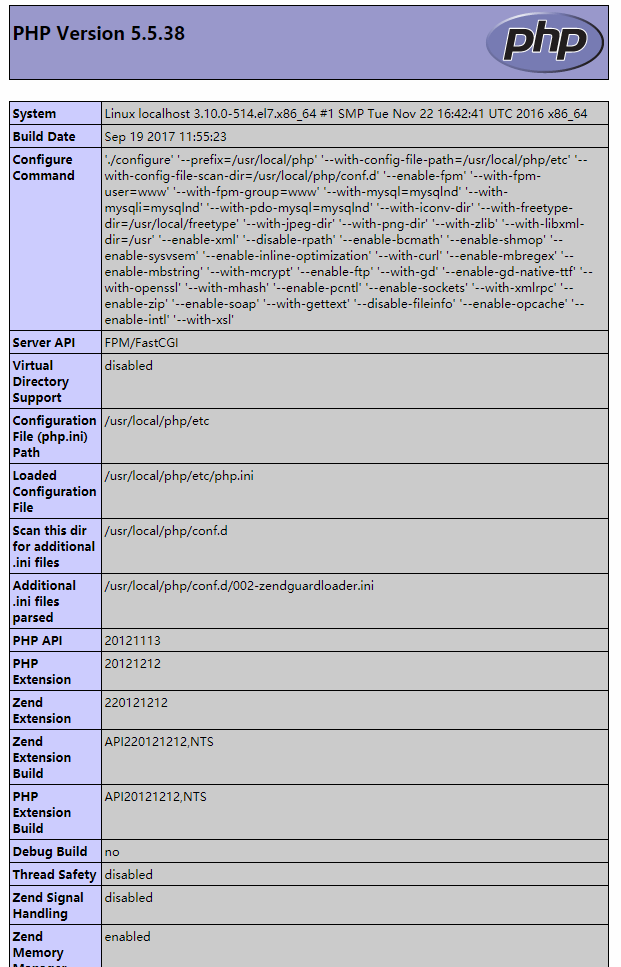 PHP Version 5.5.38
php
System Linux localhost 3.10.0-514.el7.x86_64 #1 SMP Tue Nov 22 16:42:41 UTC 2016 x86_64
Build Date Sep 19 2017 11:55:23
Configure
Command
'./configure' '--prefix=/usr/local/php' '--with-config-file-path=/usr/local/php/etc' '--
with-config-file-scan-dir=/usr/local/php/conf.d' '--enable-fpm' '--with-fpm-
user=www' '--with-fpm-group=www' '--with-mysql=mysqlnd' '--with-
mysqli=mysqlnd' '--with-pdo-mysql=mysqlnd' '--with-iconv-dir' '--with-freetype-
dir=/usr/local/freetype' '--with-jpeg-dir' '--with-png-dir' '--with-zlib' '--with-libxml-
dir=/usr' '--enable-xml' '--disable-rpath' '--enable-bcmath' '--enable-shmop' '--
enable-sysvsem' '--enable-inline-optimization' '--with-curl' '--enable-mbregex' '--
enable-mbstring' '--with-mcrypt' '--enable-ftp' '--with-gd' '--enable-gd-native-ttf' '--
with-openssl' '--with-mhash' '--enable-pcntl' '--enable-sockets' '--with-xmlrpc' '--
enable-zip' '--enable-soap' '--with-gettext' '--disable-fileinfo' '--enable-opcache' '--
enable-intl' '--with-xsl'
Server API FPM/FastCGI
Virtual
Directory
Support
disabled
Configuration
File (php.ini)
Path
/usr/local/php/etc
Loaded
Configuration
File
/usr/local/php/etc/php.ini
Scan this dir
for additional
.ini files
/usr/local/php/conf.d
Additional
.ini files
parsed
/usr/local/php/conf.d/002-zendguardloader.ini
PHP API 20121113
PHP
Extension
20121212
Zend
Extension
220121212
Zend
Extension
Build
API220121212,NTS
PHP
Extension
Build
API20121212,NTS
Debug Build no
Thread Safety disabled
Zend Signal
Handling
disabled
Zend
Memory
Manager
enabled